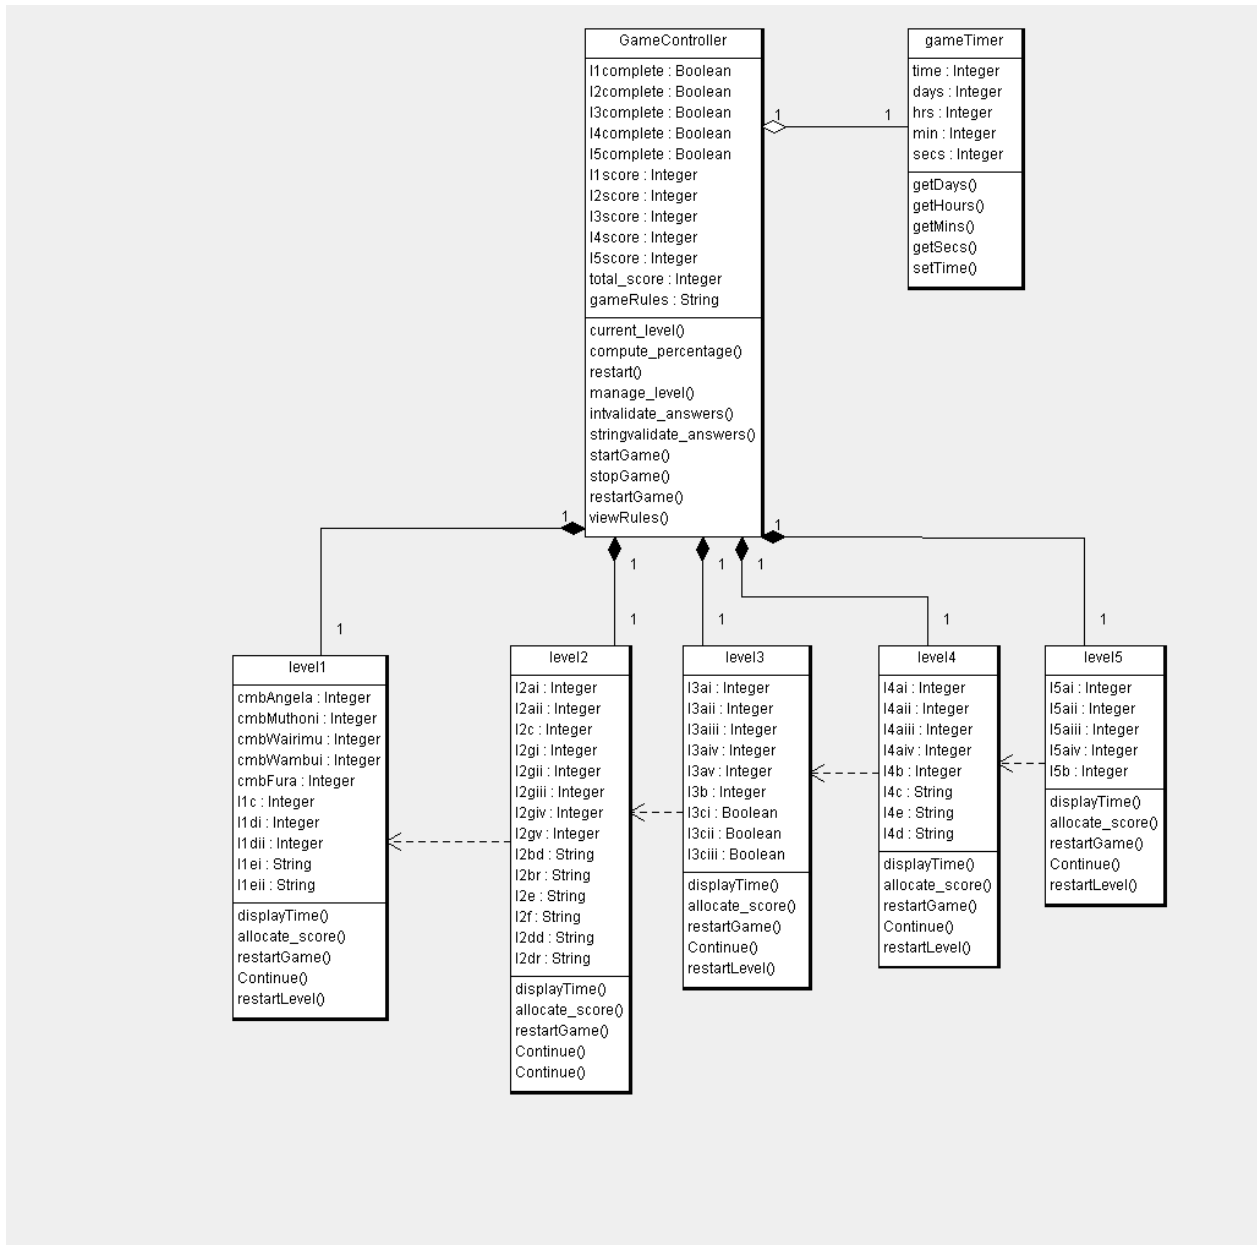 GameController
l1complete : Boolean
l2complete : Boolean
l3complete : Boolean
l4complete : Boolean
l5complete : Boolean
l1score : Integer
l2score : Integer
l3score : Integer
l4score : Integer
l5score : Integer
total_score : Integer
gameRules : String
current_level()
compute_percentage()
restart()
manage_level()
intvalidate_answers()
stringvalidate_answers()
startGame()
stopGame()
restartGame()
viewRules()
gameTimer
time : Integer
days : Integer
hrs : Integer
min : Integer
secs : Integer
getDays()
getHours()
getMins()
getSecs()
setTime()
1
1
1
1
1
1
1
1
1
1
1
1
level1
cmbAngela : Integer
cmbMuthoni : Integer
cmbWairimu : Integer
cmbWambui : Integer
cmbFura : Integer
l1c : Integer
l1di : Integer
l1dii : Integer
l1ei : String
l1eii : String
displayTime()
allocate_score()
restartGame()
Continue()
restartLevel()
level2
l2ai : Integer
l2aii : Integer
l2c : Integer
l2gi : Integer
l2gii : Integer
l2giii : Integer
l2giv : Integer
l2gv : Integer
l2bd : String
l2br : String
l2e : String
l2f : String
l2dd : String
l2dr : String
displayTime()
allocate_score()
restartGame()
Continue()
Continue()
level3
l3ai : Integer
l3aii : Integer
l3aiii : Integer
l3aiv : Integer
l3av : Integer
l3b : Integer
l3ci : Boolean
l3cii : Boolean
l3ciii : Boolean
displayTime()
allocate_score()
restartGame()
Continue()
restartLevel()
level4
l4ai : Integer
l4aii : Integer
l4aiii : Integer
l4aiv : Integer
l4b : Integer
l4c : String
l4e : String
l4d : String
displayTime()
allocate_score()
restartGame()
Continue()
restartLevel()
level5
l5ai : Integer
l5aii : Integer
l5aiii : Integer
l5aiv : Integer
l5b : Integer
displayTime()
allocate_score()
restartGame()
Continue()
restartLevel()